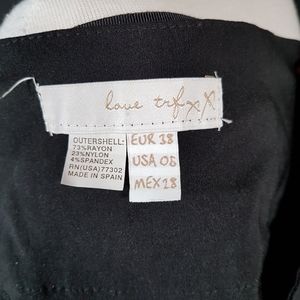 love trf x X
OUTERSHELL:
73%RAYON
23%NYLON
4%SPANDEX
RN(USA)77302
MADE IN SPAIN
EUR 38
USA 08
MEX 28